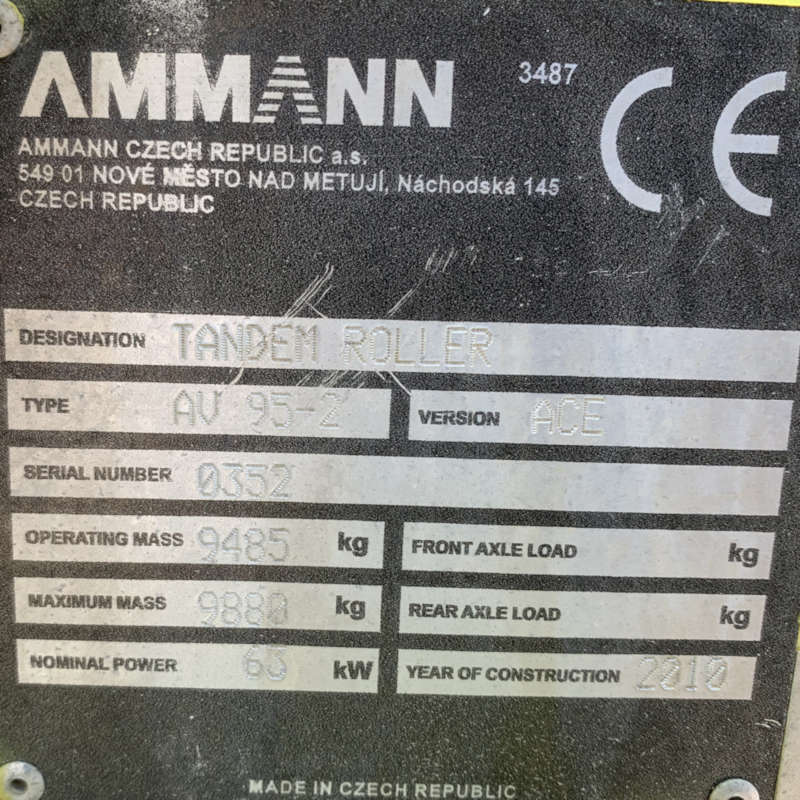 AMMANN
3487
CE
AMMANN CZECH REPUBLIC a.s.
549 01 NOVÉ MĚSTO NAD METUJÍ, Náchodská 145
CZECH REPUBLIC
DESIGNATION TANDEM ROLLER
TYPE AV 95-2
VERSION ACE
SERIAL NUMBER 0352
OPERATING MASS 9485 kg
FRONT AXLE LOAD kg
MAXIMUM MASS 9880 kg
REAR AXLE LOAD kg
NOMINAL POWER 63 kW
YEAR OF CONSTRUCTION 2010
MADE IN CZECH REPUBLIC